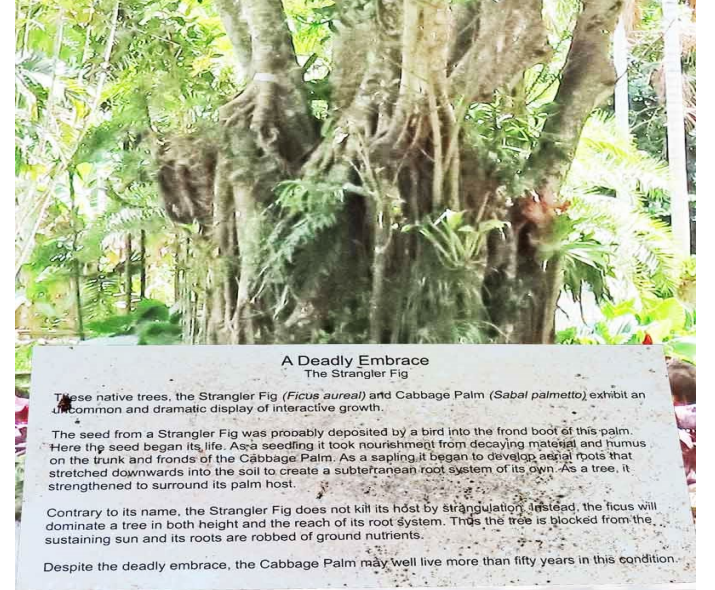 A Deadly Embrace
The Strangler Fig
These native trees, the Strangler Fig (Ficus aureal) and Cabbage Palm (Sabal palmetto) exhibit an
uncommon and dramatic display of interactive growth.
The seed from a Strangler Fig was probably deposited by a bird into the frond boot of this palm.
Here the seed began its life. As a seedling it took nourishment from decaying material and humus
on the trunk and fronds of the Cabbage Palm. As a sapling it began to develop aerial roots that
stretched downwards into the soil to create a subterranean root system of its own. As a tree, it
strengthened to surround its palm host.
Contrary to its name, the Strangler Fig does not kill its host by strangulation. Instead, the ficus will
dominate a tree in both height and the reach of its root system. Thus the tree is blocked from the
sustaining sun and its roots are robbed of ground nutrients.
Despite the deadly embrace, the Cabbage Palm may well live more than fifty years in this condition.